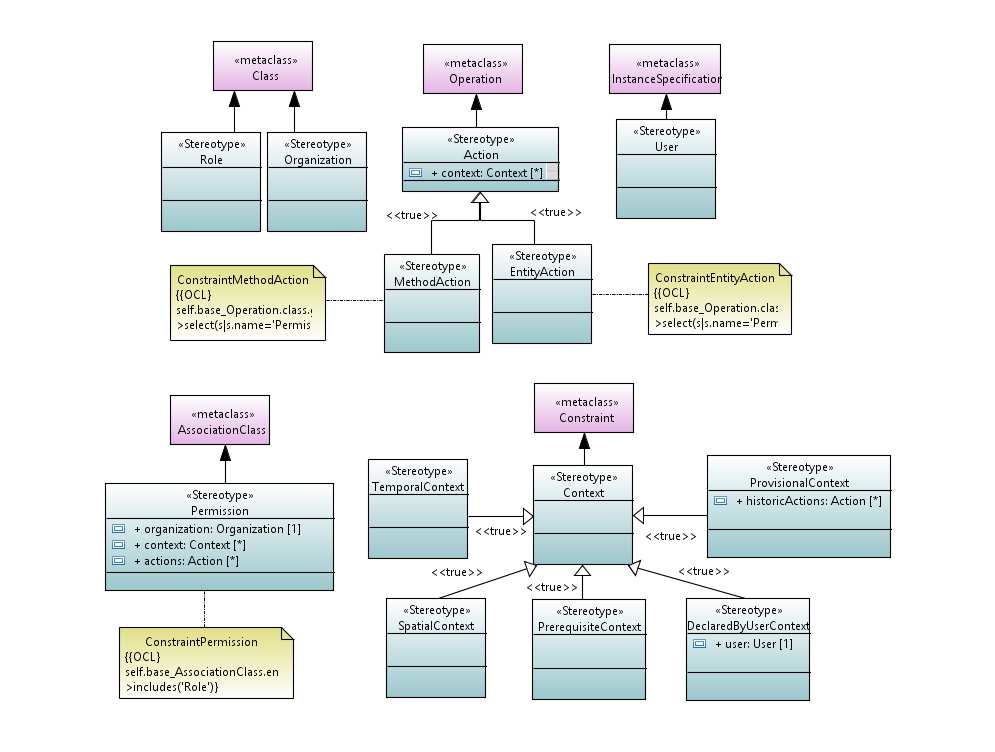 «metaclass»
Class
«metaclass»
Operation
«metaclass»
InstanceSpecification
«Stereotype»
Role
«Stereotype»
Organization
«Stereotype»
Action
+ context: Context [*]
«Stereotype»
User
<<true>>
<<true>>
«Stereotype»
MethodAction
«Stereotype»
EntityAction
ConstraintMethodAction
{{OCL}
self.base_Operation.class.
>select(s|s.name='Permis
ConstraintEntityAction
{{OCL}
self.base_Operation.clas
>select(s|s.name='Perm
«metaclass»
AssociationClass
«metaclass»
Constraint
«Stereotype»
Permission
+ organization: Organization [1]
+ context: Context [*]
+ actions: Action [*]
«Stereotype»
TemporalContext
«Stereotype»
Context
«Stereotype»
ProvisionalContext
+ historicActions: Action [*]
<<true>>
<<true>>
<<true>>
<<true>>
<<true>>
«Stereotype»
SpatialContext
«Stereotype»
PrerequisiteContext
«Stereotype»
DeclaredByUserContext
+ user: User [1]
ConstraintPermission
{{OCL}
self.base_AssociationClass.en
>includes('Role')}